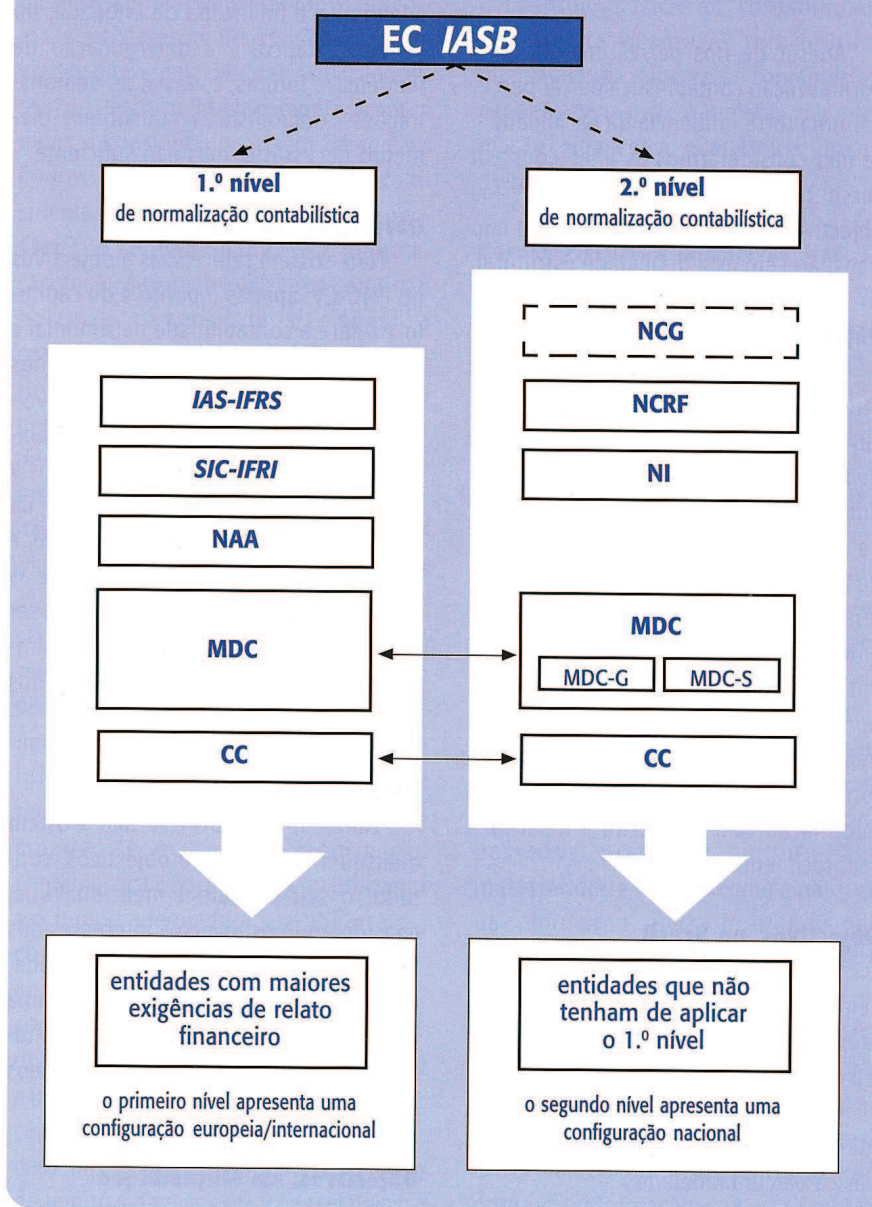 EC IASB
1.º nível
de normalização contabilística
2.º nível
de normalização contabilística
IAS-IFRS
SIC-IFRI
NAA
MDC
CC
NCG
NCRF
NI
MDC
MDC-G
MDC-S
CC
entidades com maiores
exigências de relato
financeiro
o primeiro nível apresenta uma
configuração europeia/internacional
entidades que não
tenham de aplicar
o 1.º nível
o segundo nível apresenta uma
configuração nacional